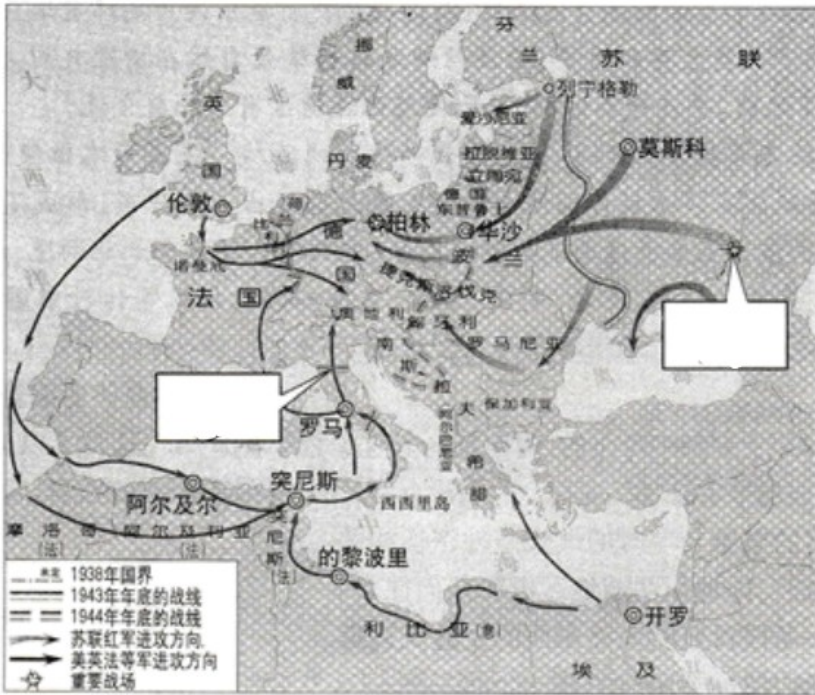 芬兰
苏联
挪威
列宁格勒
英国
爱沙尼亚
莫斯科
拉脱维亚
丹麦
立陶宛
德国
东普鲁士
伦敦
柏林
华沙
波兰
德国
诺曼底
捷克斯洛伐克
法国
奥地利
匈牙利
罗马尼亚
南斯拉夫
保加利亚
罗马
阿尔巴尼亚
希腊
突尼斯
西西里岛
阿尔及尔
摩洛哥
(法)
阿尔及利亚
(法)
突尼斯(法)
的黎波里
利比亚(意)
开罗
埃及
未定 1938年国界
1943年年底的战线
1944年年底的战线
苏联红军进攻方向
美英法等军进攻方向
重要战场